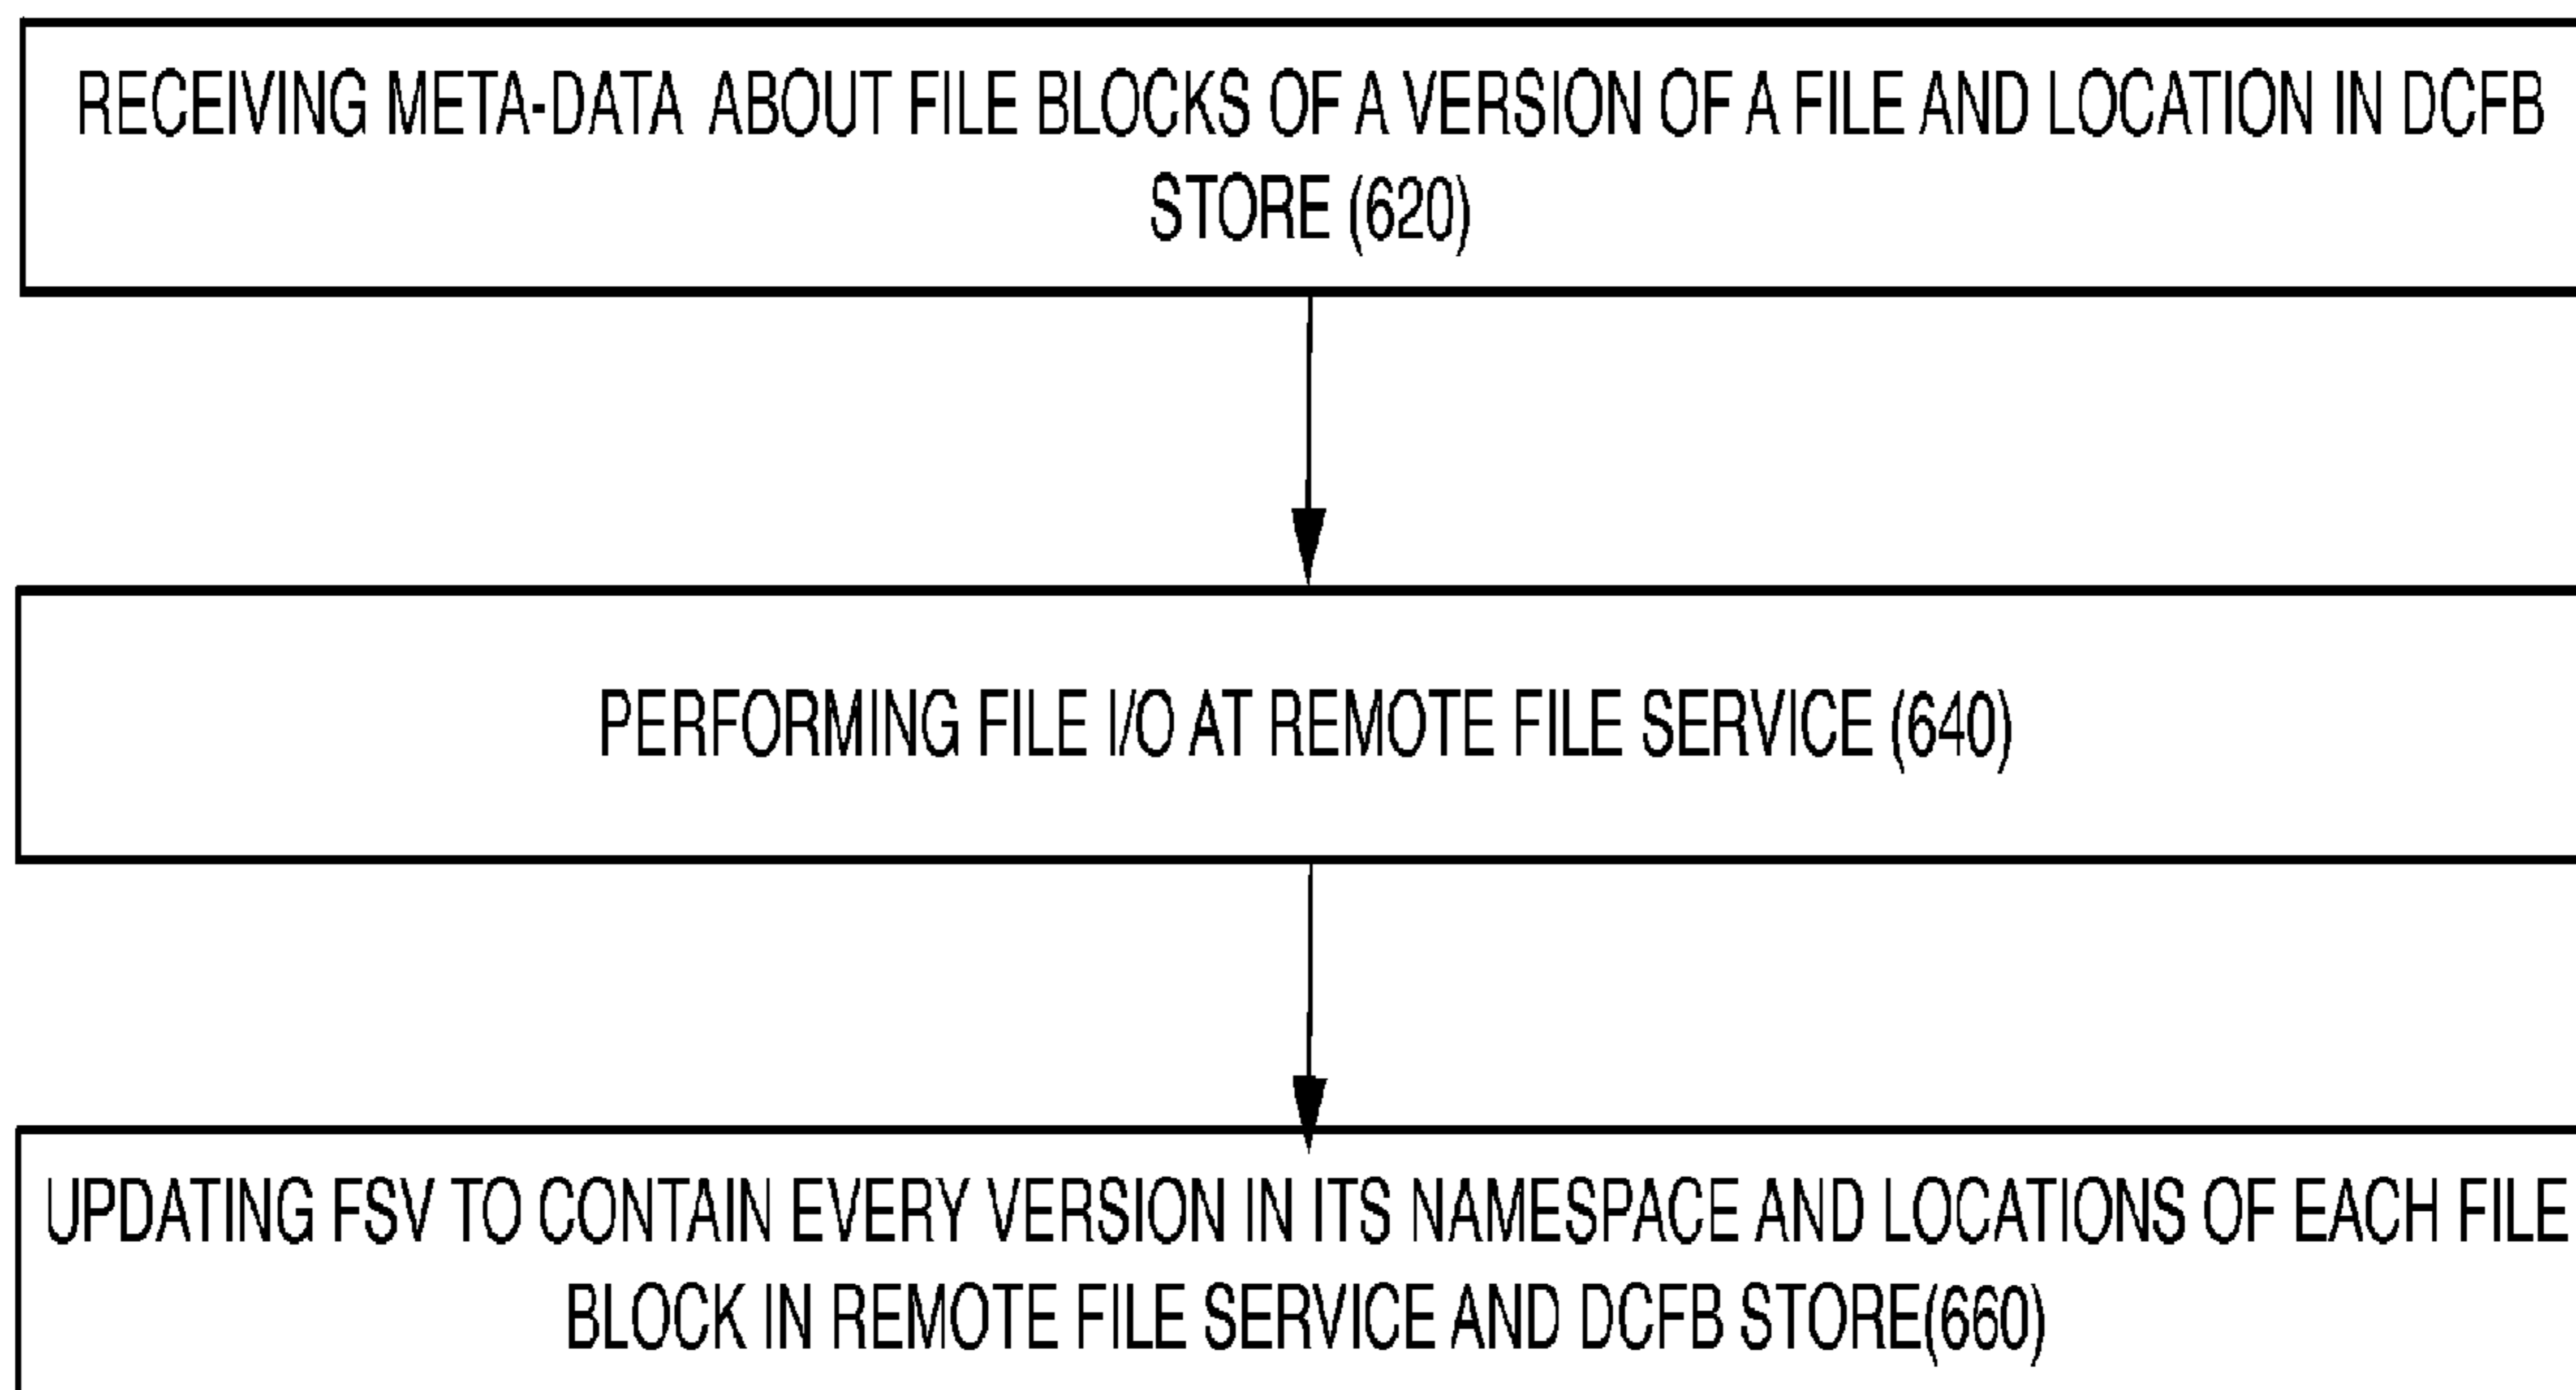 RECEIVING META-DATA ABOUT FILE BLOCKS OF A VERSION OF A FILE AND LOCATION IN DCFB
STORE (620)
PERFORMING FILE I/O AT REMOTE FILE SERVICE (640)
UPDATING FSV TO CONTAIN EVERY VERSION IN ITS NAMESPACE AND LOCATIONS OF EACH FILE
BLOCK IN REMOTE FILE SERVICE AND DCFB STORE(660)